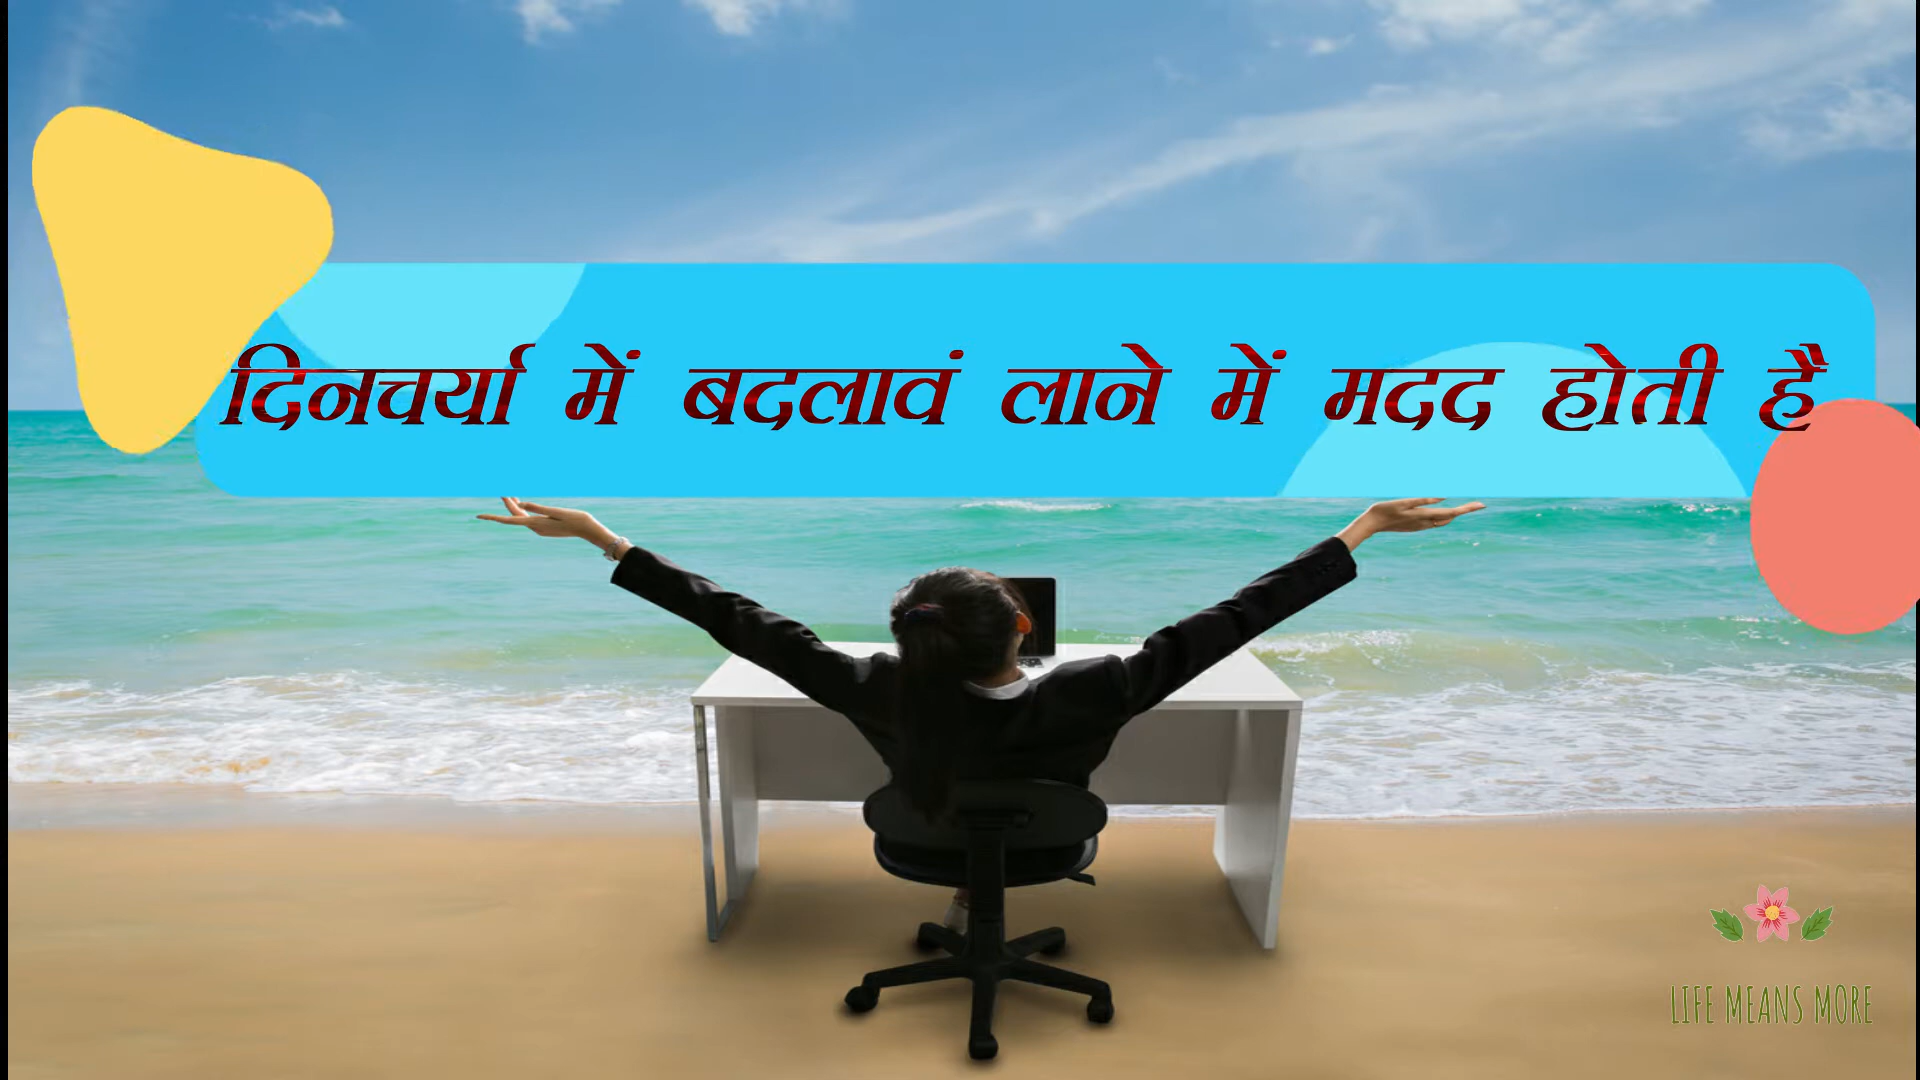 दिनचर्या में बदलावं लाने में मदद होती है
LIFE MEANS MORE